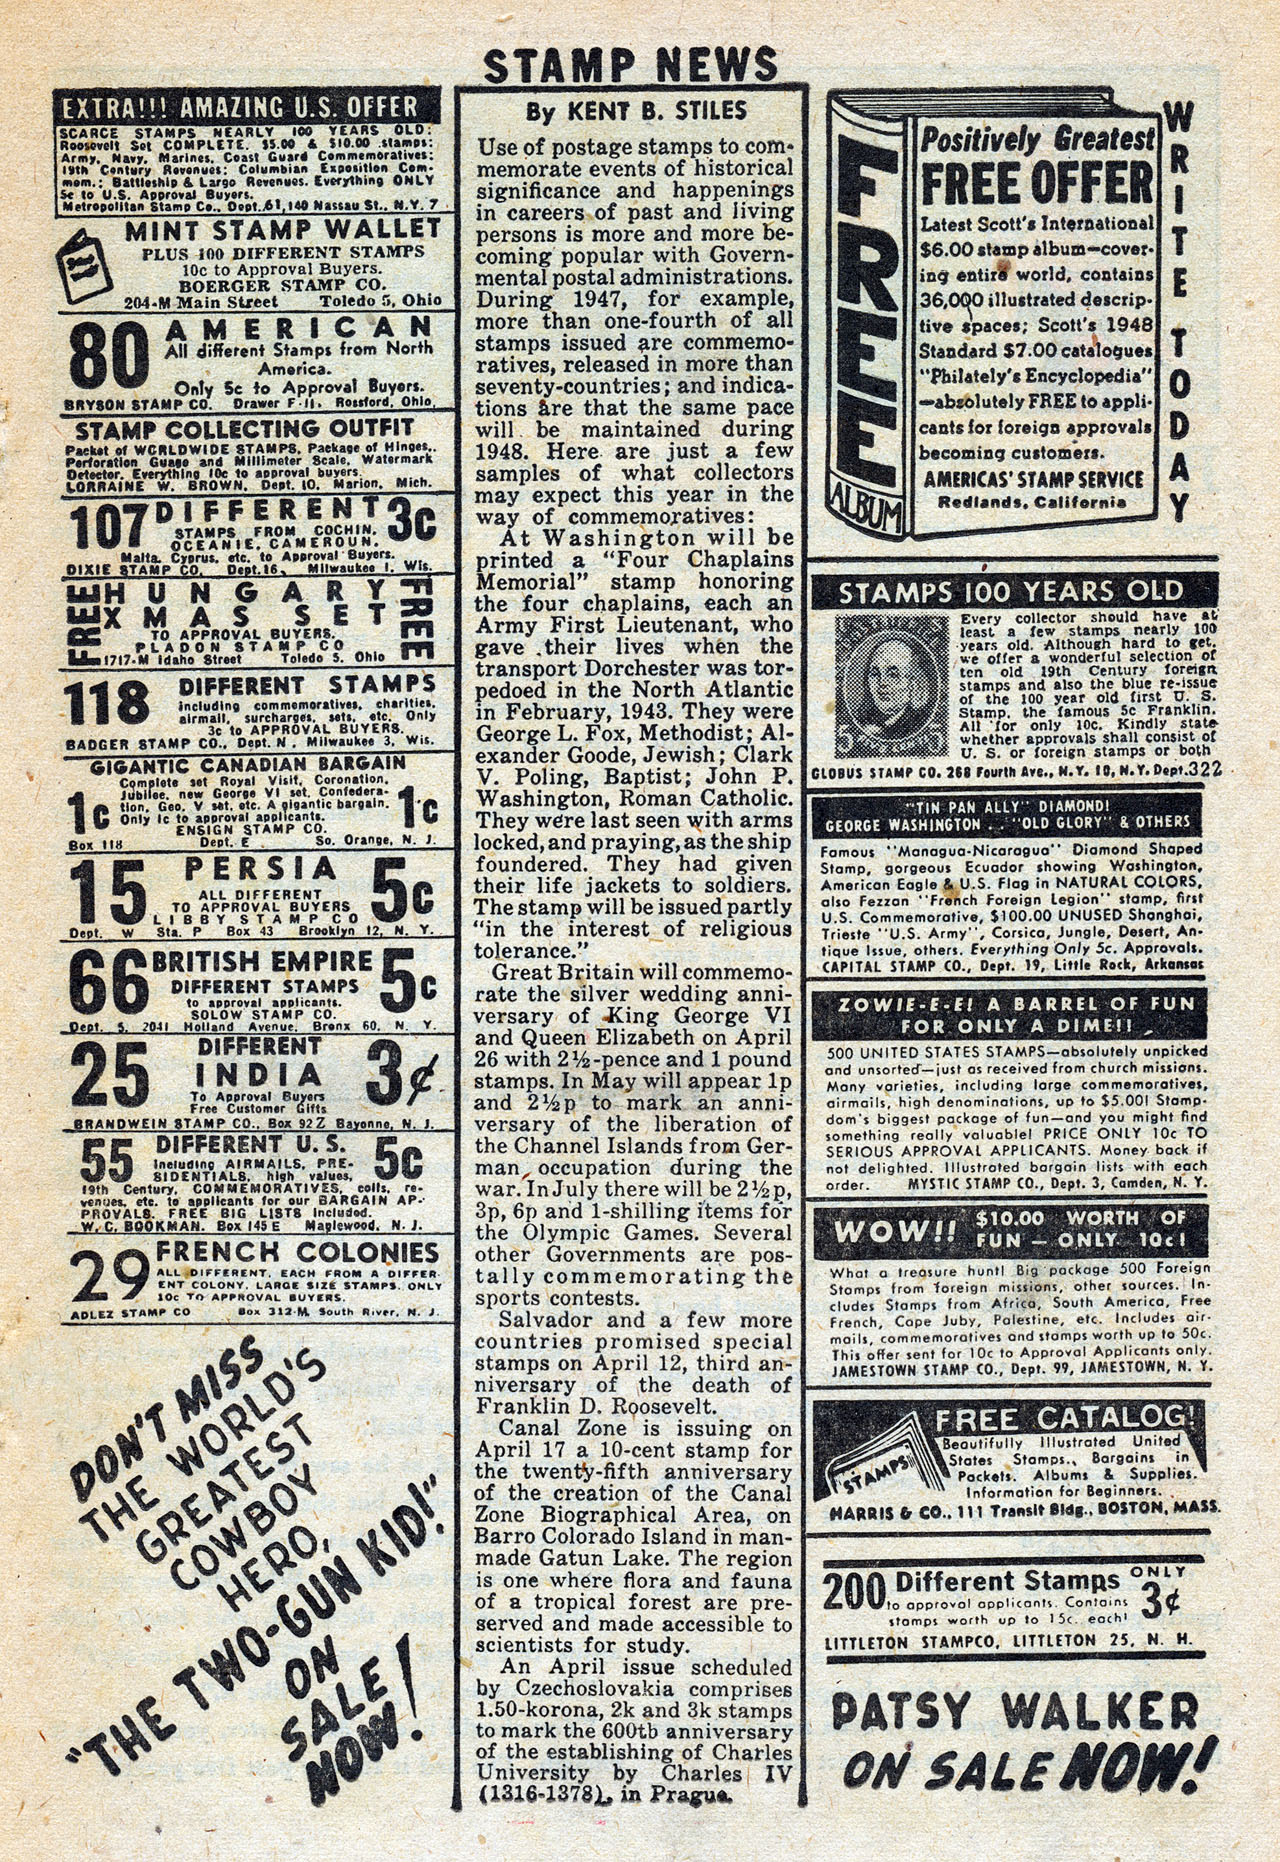 STAMP NEWS
EXTRA!!! AMAZING U.S. OFFER
SCARCE STAMPS NEARLY 100 YEARS OLD:
Roosevelt Set COMPLETE. $5.00 & $10.00 stamps:
Army, Navy, Marines, Coast Guard Commemoratives:
19th Century Revenues: Columbian Exposition Com-
mem.: Battleship & Largo Revenues. Everything ONLY
5c to U.S. Approval Buyers.
Metropolitan Stamp Co., Dept. 61, 140 Nassau St., N.Y. 7
MINT STAMP WALLET
PLUS 100 DIFFERENT STAMPS
10c to Approval Buyers.
BOERGER STAMP CO.
204-M Main Street Toledo 5, Ohio
80 AMERICAN
All different Stamps from North
America.
Only 5c to Approval Buyers.
BRYSON STAMP CO. Drawer F-11, Rossford, Ohio
STAMP COLLECTING OUTFIT
Packet of WORLDWIDE STAMPS, Package of Hinges,
Perforation Guage and Millimeter Scale, Watermark
Detector, Everything 10c to approval buyers.
LORRAINE W. BROWN, Dept. 10, Marion, Mich.
107 DIFFERENT 3c
STAMPS FROM COCHIN,
OCEANIE, CAMEROUN,
Malta, Cyprus, etc. to Approval Buyers.
DIXIE STAMP CO. Dept. 16, Milwaukee 1, Wis.
FREE HUNGARY FREE
XMAS SET
TO APPROVAL BUYERS.
PLADON STAMP CO
1717-M Idaho Street Toledo 5, Ohio
118 DIFFERENT STAMPS
including commemoratives, charities,
airmail, surcharges, sets, etc. Only
3c to APPROVAL BUYERS.
BADGER STAMP CO., Dept. N, Milwaukee 3, Wis.
GIGANTIC CANADIAN BARGAIN
1c Complete set Royal Visit, Coronation, 1c
Jubilee, new George VI set, Confedera-
tion, Geo. V set, etc. A gigantic bargain.
Only 1c to approval applicants.
ENSIGN STAMP CO.
Box 118 Dept. E So. Orange, N. J.
15 PERSIA 5c
ALL DIFFERENT
TO APPROVAL BUYERS
LIBBY STAMP CO
Dept. W Sta. P Box 43 Brooklyn 12, N. Y.
66 BRITISH EMPIRE 5c
DIFFERENT STAMPS
to approval applicants.
SOLOW STAMP CO.
Dept. 5, 2041 Holland Avenue, Bronx 60, N. Y.
25 DIFFERENT 3¢
INDIA
To Approval Buyers
Free Customer Gifts
BRANDWEIN STAMP CO., Box 92Z Bayonne, N. J.
55 DIFFERENT U. S. 5c
Including AIRMAILS, PRE-
SIDENTIALS, high values,
19th Century, COMMEMORATIVES, coils, re-
venues, etc. to applicants for our BARGAIN AP-
PROVALS. FREE BIG LISTS Included.
W. C. BOOKMAN. Box 145E Maplewood, N. J.
29 FRENCH COLONIES
ALL DIFFERENT, EACH FROM A DIFFER-
ENT COLONY, LARGE SIZE STAMPS. ONLY
10c TO APPROVAL BUYERS.
ADLEZ STAMP CO Box 312-M South River, N. J.
DON'T MISS
THE WORLD'S
GREATEST
COWBOY
HERO,
"THE TWO-GUN KID!"
ON
SALE
NOW!
By KENT B. STILES
Use of postage stamps to com-
memorate events of historical
significance and happenings
in careers of past and living
persons is more and more be-
coming popular with Govern-
mental postal administrations.
During 1947, for example,
more than one-fourth of all
stamps issued are commemo-
ratives, released in more than
seventy-countries; and indica-
tions are that the same pace
will be maintained during
1948. Here are just a few
samples of what collectors
may expect this year in the
way of commemoratives:
At Washington will be
printed a "Four Chaplains
Memorial" stamp honoring
the four chaplains, each an
Army First Lieutenant, who
gave their lives when the
transport Dorchester was tor-
pedoed in the North Atlantic
in February, 1943. They were
George L. Fox, Methodist; Al-
exander Goode, Jewish; Clark
V. Poling, Baptist; John P.
Washington, Roman Catholic.
They were last seen with arms
locked, and praying, as the ship
foundered. They had given
their life jackets to soldiers.
The stamp will be issued partly
"in the interest of religious
tolerance."
Great Britain will commemo-
rate the silver wedding anni-
versary of King George VI
and Queen Elizabeth on April
26 with 2½-pence and 1 pound
stamps. In May will appear 1p
and 2½p to mark an anni-
versary of the liberation of
the Channel Islands from Ger-
man occupation during the
war. In July there will be 2½p,
3p, 6p and 1-shilling items for
the Olympic Games. Several
other Governments are pos-
tally commemorating the
sports contests.
Salvador and a few more
countries promised special
stamps on April 12, third an-
niversary of the death of
Franklin D. Roosevelt.
Canal Zone is issuing on
April 17 a 10-cent stamp for
the twenty-fifth anniversary
of the creation of the Canal
Zone Biographical Area, on
Barro Colorado Island in man-
made Gatun Lake. The region
is one where flora and fauna
of a tropical forest are pre-
served and made accessible to
scientists for study.
An April issue scheduled
by Czechoslovakia comprises
1.50-korona, 2k and 3k stamps
to mark the 600tb anniversary
of the establishing of Charles
University by Charles IV
(1316-1378), in Prague.
FREE
ALBUM
Positively Greatest
FREE OFFER
Latest Scott's International
$6.00 stamp album—cover-
ing entire world, contains
36,000 illustrated descrip-
tive spaces; Scott's 1948
Standard $7.00 catalogues
"Philately's Encyclopedia"
—absolutely FREE to appli-
cants for foreign approvals
becoming customers.
AMERICAS' STAMP SERVICE
Redlands, California
WRITE TODAY
STAMPS 100 YEARS OLD
Every collector should have at
least a few stamps nearly 100
years old. Although hard to get,
we offer a wonderful selection of
ten old 19th Century foreign
stamps and also the blue re-issue
of the 100 year old first U. S.
Stamp, the famous 5c Franklin.
All for only 10c. Kindly state
whether approvals shall consist of
U. S. or foreign stamps or both
GLOBUS STAMP CO. 268 Fourth Ave., N.Y. 10, N.Y. Dept. 322
"TIN PAN ALLY" DIAMOND!
GEORGE WASHINGTON . . "OLD GLORY" & OTHERS
Famous "Managua-Nicaragua" Diamond Shaped
Stamp, gorgeous Ecuador showing Washington,
American Eagle & U.S. Flag in NATURAL COLORS,
also Fezzan "French Foreign Legion" stamp, first
U.S. Commemorative, $100.00 UNUSED Shanghai,
Trieste "U.S. Army", Corsica, Jungle, Desert, An-
tique Issue, others. Everything Only 5c. Approvals.
CAPITAL STAMP CO., Dept. 19, Little Rock, Arkansas
ZOWIE-E-E! A BARREL OF FUN
FOR ONLY A DIME!!
500 UNITED STATES STAMPS—absolutely unpicked
and unsorted—just as received from church missions.
Many varieties, including large commemoratives,
airmails, high denominations, up to $5.00! Stamp-
dom's biggest package of fun—and you might find
something really valuable! PRICE ONLY 10c TO
SERIOUS APPROVAL APPLICANTS. Money back if
not delighted. Illustrated bargain lists with each
order. MYSTIC STAMP CO., Dept. 3, Camden, N. Y.
WOW!! $10.00 WORTH OF
FUN — ONLY 10c!
What a treasure hunt! Big package 500 Foreign
Stamps from foreign missions, other sources. In-
cludes Stamps from Africa, South America, Free
French, Cape Juby, Palestine, etc. Includes air-
mails, commemoratives and stamps worth up to 50c.
This offer sent for 10c to Approval Applicants only.
JAMESTOWN STAMP CO., Dept. 99, JAMESTOWN, N. Y.
FREE CATALOG!
STAMPS
Beautifully Illustrated United
States Stamps., Bargains in
Packets. Albums & Supplies.
Information for Beginners.
HARRIS & CO., 111 Transit Bldg., BOSTON, MASS.
200 Different Stamps ONLY 3¢
to approval applicants. Contains
stamps worth up to 15c. each!
LITTLETON STAMPCO, LITTLETON 25, N. H.
PATSY WALKER
ON SALE NOW!